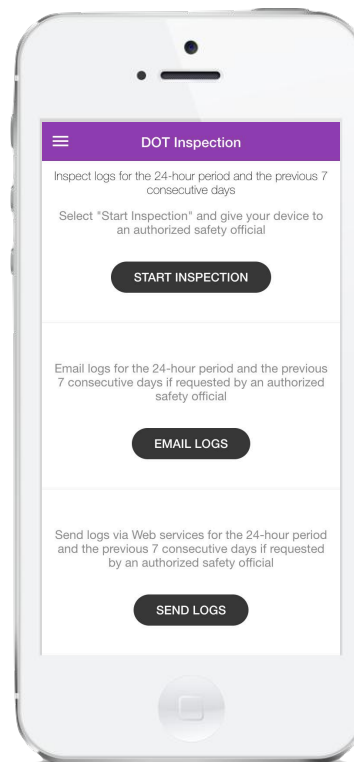 DOT Inspection
Inspect logs for the 24-hour period and the previous 7
consecutive days
Select "Start Inspection" and give your device to
an authorized safety official
START INSPECTION
Email logs for the 24-hour period and the previous
7 consecutive days if requested by an authorized
safety official
EMAIL LOGS
Send logs via Web services for the 24-hour period
and the previous 7 consecutive days if requested
by an authorized safety official
SEND LOGS